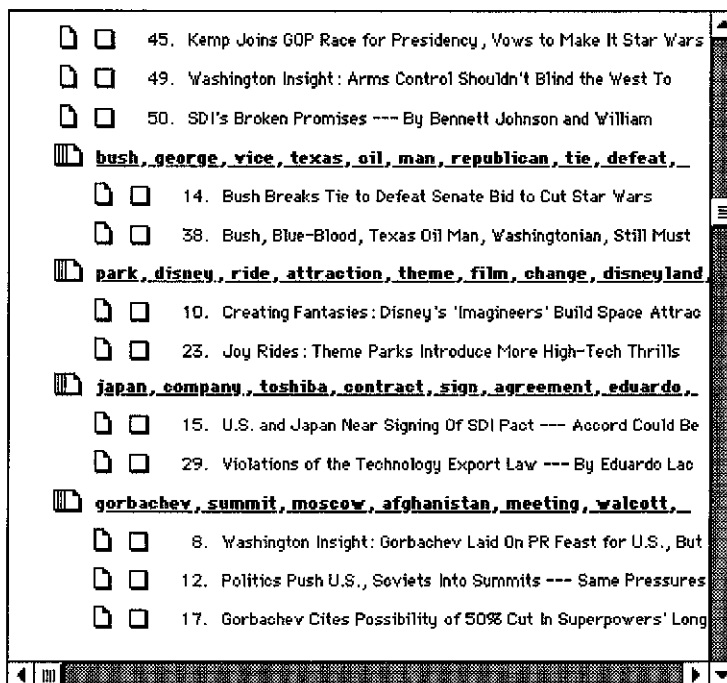 45. Kemp Joins GOP Race for Presidency, Vows to Make It Star Wars
49. Washington Insight: Arms Control Shouldn't Blind the West To
50. SDI's Broken Promises --- By Bennett Johnson and William
bush, george, vice, texas, oil, man, republican, tie, defeat,
14. Bush Breaks Tie to Defeat Senate Bid to Cut Star Wars
38. Bush, Blue-Blood, Texas Oil Man, Washingtonian, Still Must
park, disney, ride, attraction, theme, film, change, disneyland,
10. Creating Fantasies: Disney's 'Imagineers' Build Space Attrac
23. Joy Rides: Theme Parks Introduce More High-Tech Thrills
japan, company, toshiba, contract, sign, agreement, eduardo,
15. U.S. and Japan Near Signing Of SDI Pact --- Accord Could Be
29. Violations of the Technology Export Law --- By Eduardo Lac
gorbachev, summit, moscow, afghanistan, meeting, walcott,
8. Washington Insight: Gorbachev Laid On PR Feast for U.S., But
12. Politics Push U.S., Soviets Into Summits --- Same Pressures
17. Gorbachev Cites Possibility of 50% Cut In Superpowers' Long